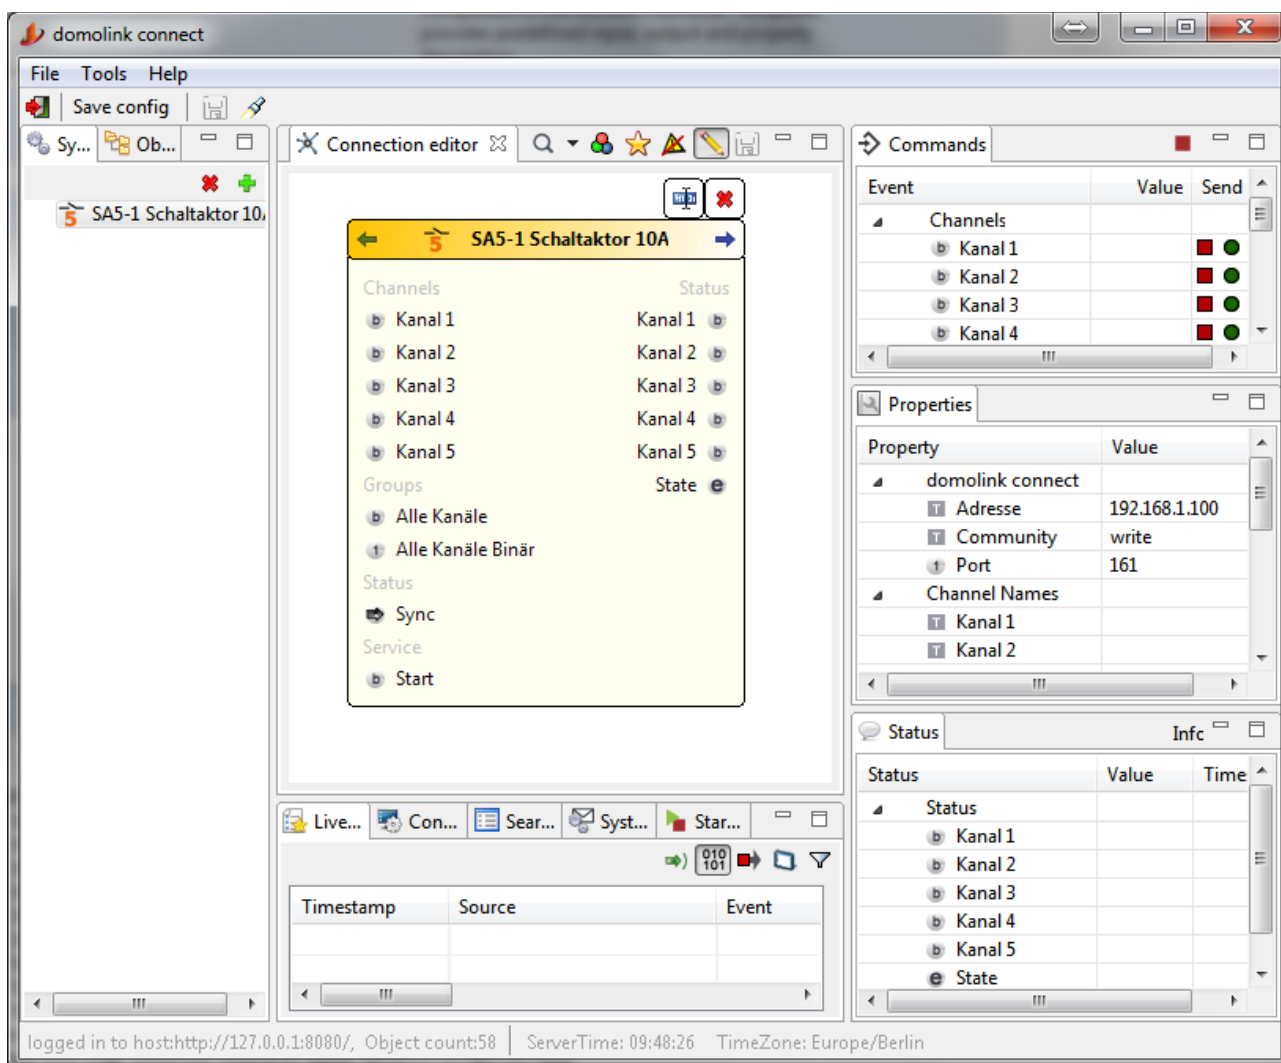 domolink connect
File Tools Help
Save config
Sy... Ob...
SA5-1 Schaltaktor 10A
Connection editor
SA5-1 Schaltaktor 10A
Channels Status
Kanal 1 Kanal 1
Kanal 2 Kanal 2
Kanal 3 Kanal 3
Kanal 4 Kanal 4
Kanal 5 Kanal 5
Groups State
Alle Kanäle
Alle Kanäle Binär
Status
Sync
Service
Start
Live... Con... Sear... Syst... Star...
010
101
Timestamp Source Event
Commands
Event Value Send
Channels
Kanal 1
Kanal 2
Kanal 3
Kanal 4
Properties
Property Value
domolink connect
Adresse 192.168.1.100
Community write
Port 161
Channel Names
Kanal 1
Kanal 2
Status Info
Status Value Time
Status
Kanal 1
Kanal 2
Kanal 3
Kanal 4
Kanal 5
State
logged in to host:http://127.0.0.1:8080/, Object count:58 ServerTime: 09:48:26 TimeZone: Europe/Berlin